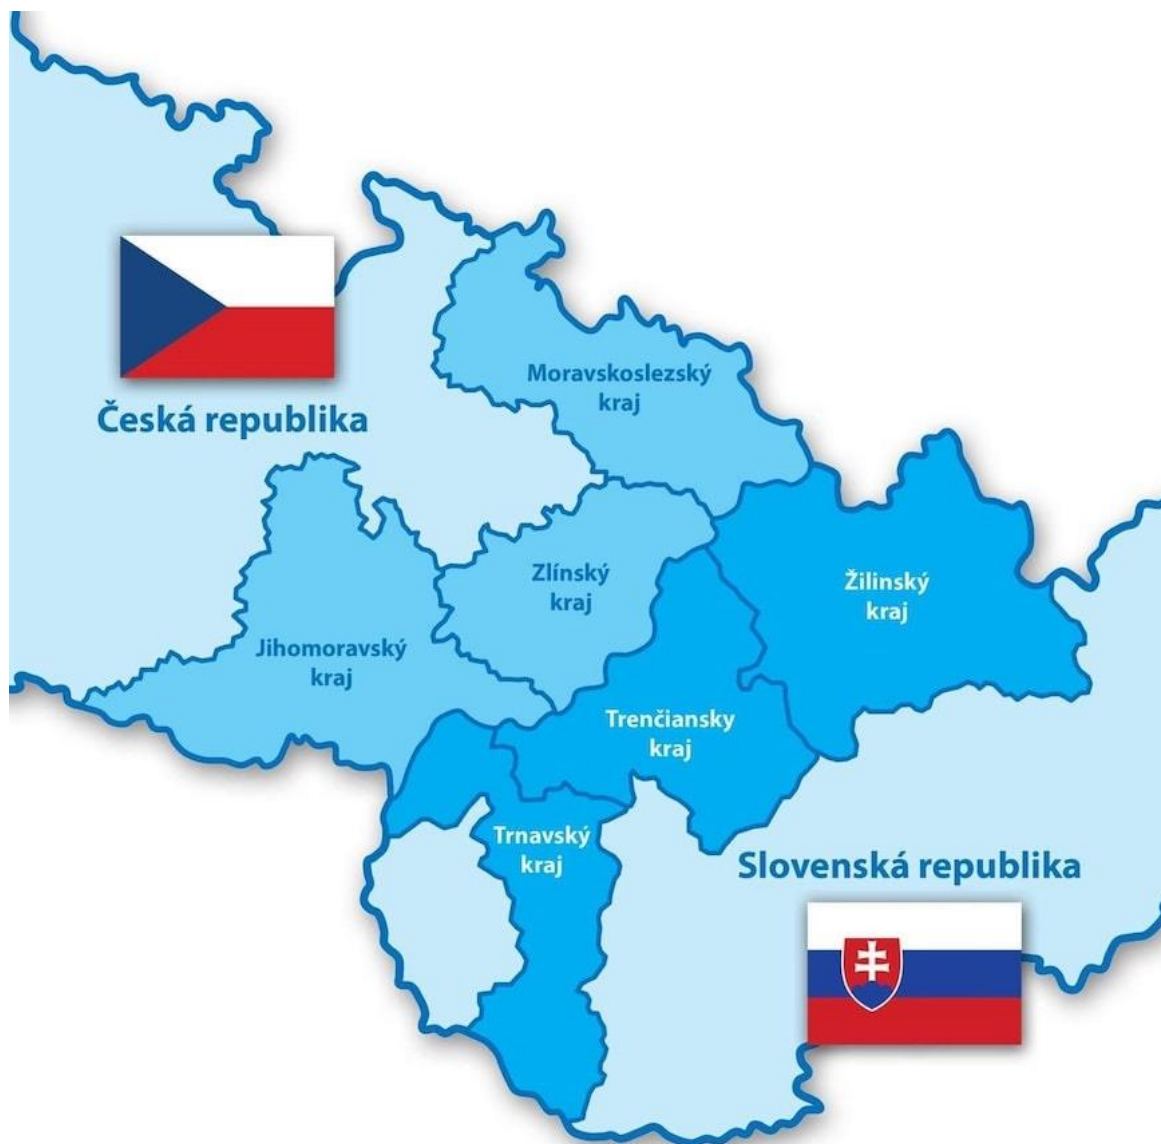 Moravskoslezský
kraj
Česká republika
Zlínský
kraj
Žilinský
kraj
Jihomoravský
kraj
Trenčiansky
kraj
Trnavský
kraj
Slovenská republika